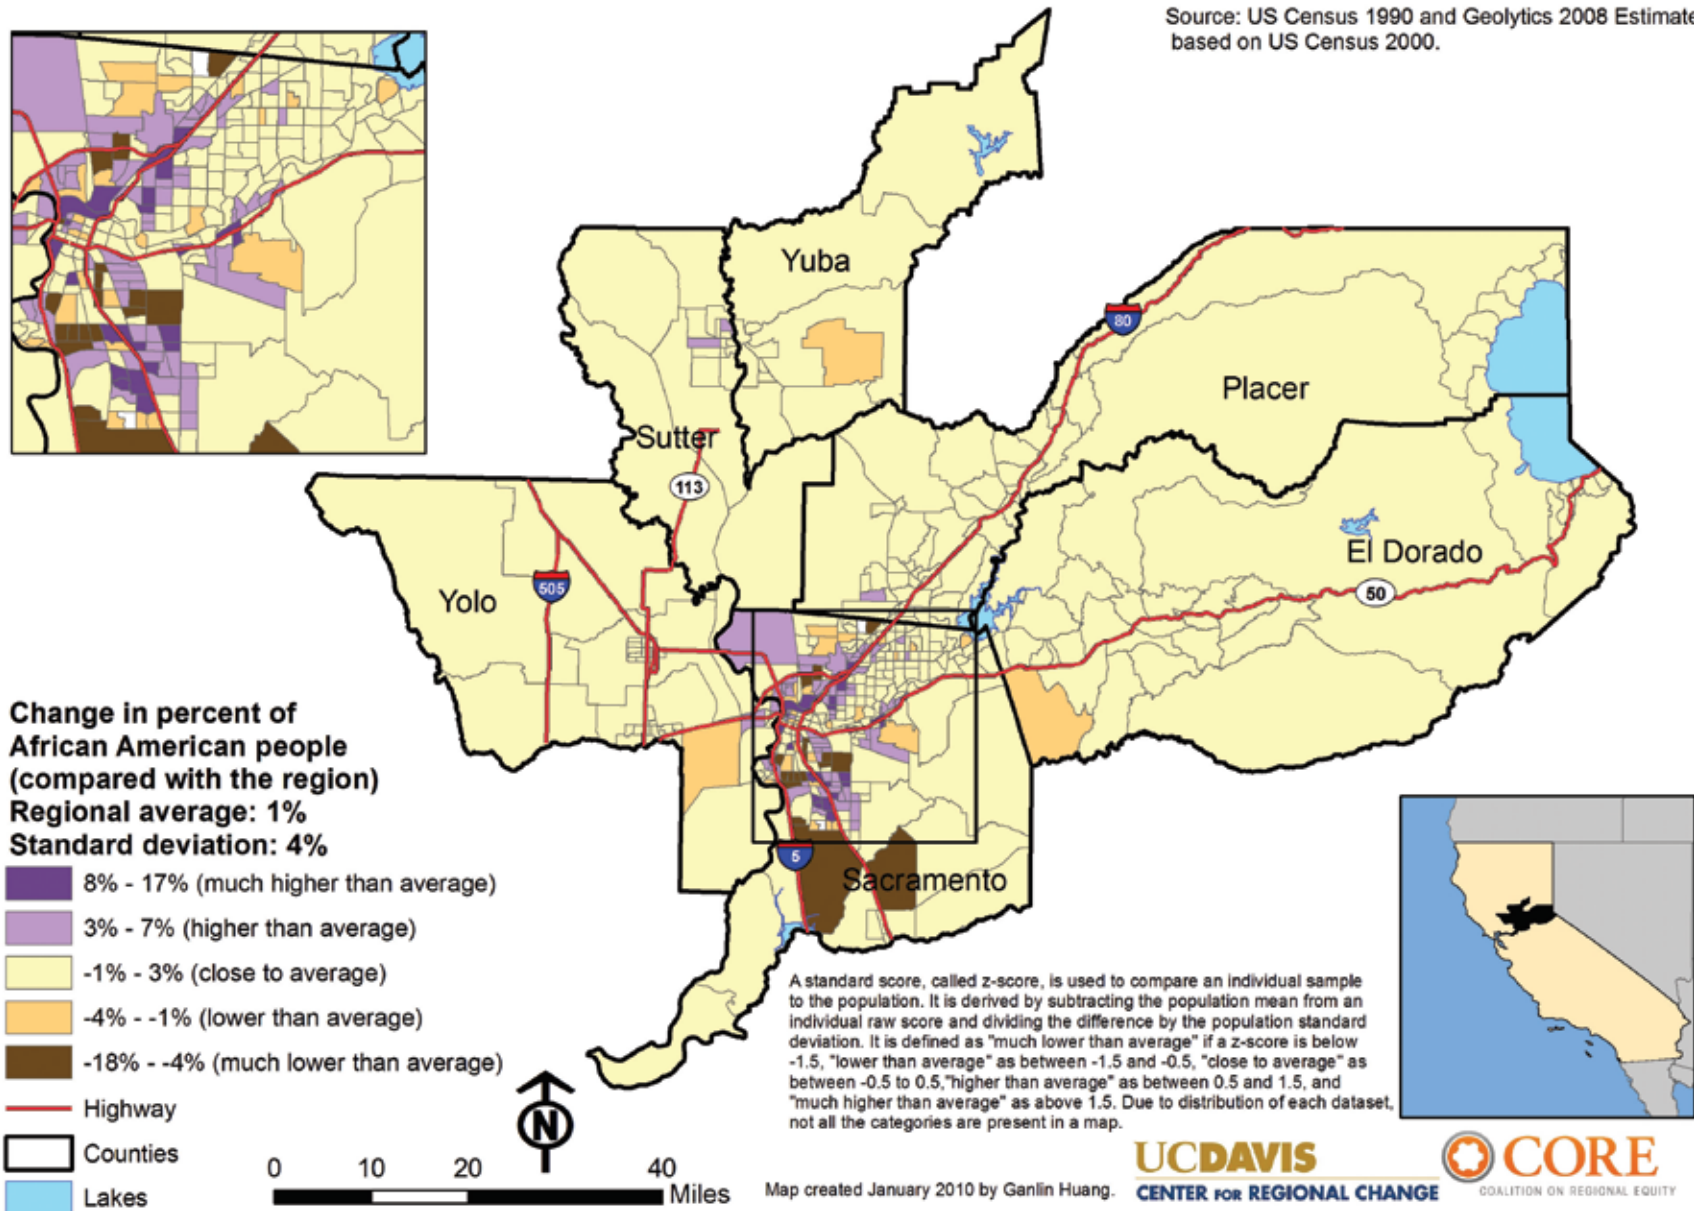 Source: US Census 1990 and Geolytics 2008 Estimate
based on US Census 2000.
Yuba
80
Placer
Sutter
113
El Dorado
50
505
Yolo
Change in percent of
African American people
(compared with the region)
Regional average: 1%
Standard deviation: 4%
8% - 17% (much higher than average)
3% - 7% (higher than average)
-1% - 3% (close to average)
-4% - -1% (lower than average)
-18% - -4% (much lower than average)
Highway
Counties
Lakes
5
Sacramento
N
0 10 20 40
Miles
A standard score, called z-score, is used to compare an individual sample
to the population. It is derived by subtracting the population mean from an
individual raw score and dividing the difference by the population standard
deviation. It is defined as "much lower than average" if a z-score is below
-1.5, "lower than average" as between -1.5 and -0.5, "close to average" as
between -0.5 to 0.5,"higher than average" as between 0.5 and 1.5, and
"much higher than average" as above 1.5. Due to distribution of each dataset,
not all the categories are present in a map.
Map created January 2010 by Ganlin Huang.
UCDAVIS
CENTER FOR REGIONAL CHANGE
CORE
COALITION ON REGIONAL EQUITY